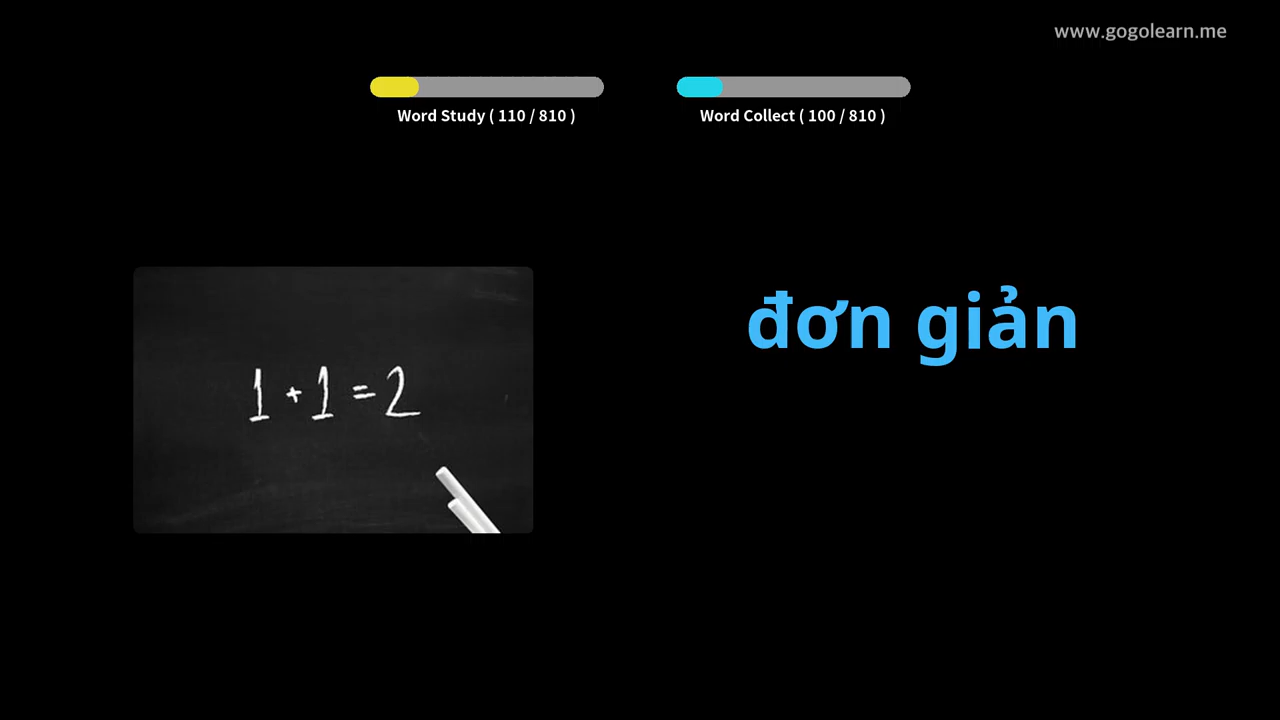 www.gogolearn.me
Word Study ( 110 / 810 )
Word Collect ( 100 / 810 )
đơn giản
1 + 1 = 2